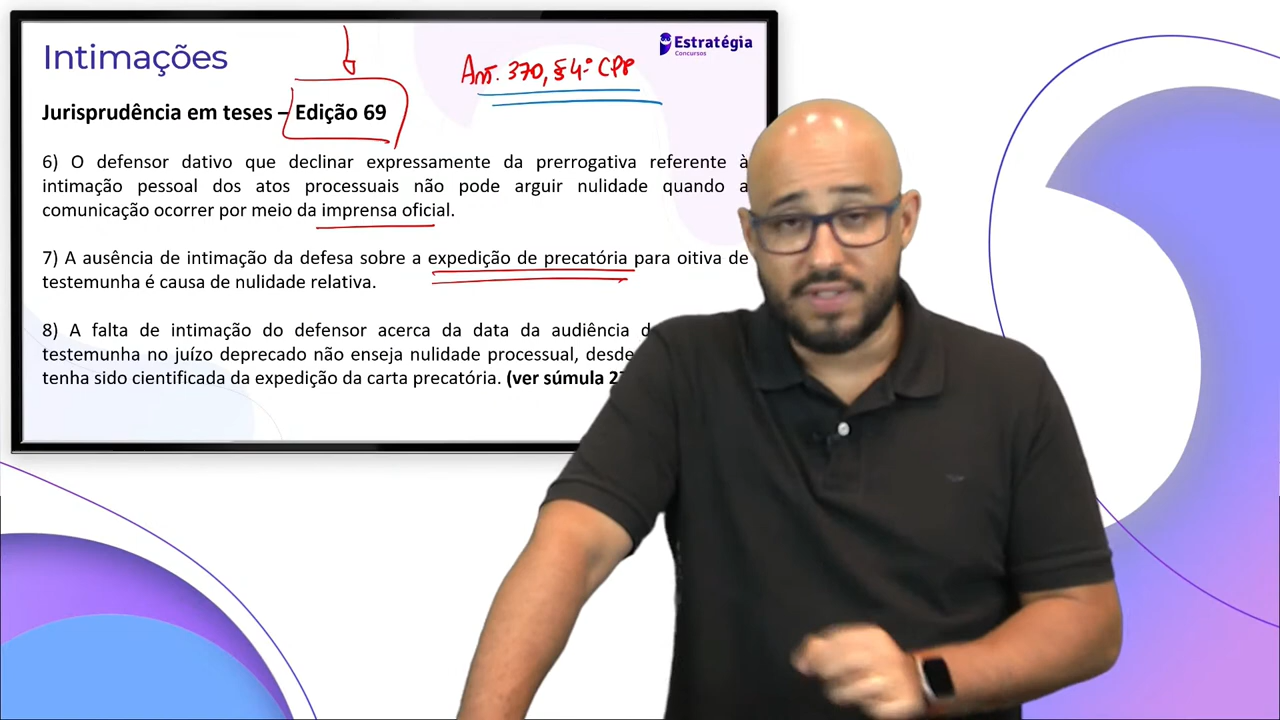 Intimações
Estratégia
Concursos
Art. 370, §4º CPP
Jurisprudência em teses – Edição 69
6) O defensor dativo que declinar expressamente da prerrogativa referente à
intimação pessoal dos atos processuais não pode arguir nulidade quando a
comunicação ocorrer por meio da imprensa oficial.
7) A ausência de intimação da defesa sobre a expedição de precatória para oitiva de
testemunha é causa de nulidade relativa.
8) A falta de intimação do defensor acerca da data da audiência
testemunha no juízo deprecado não enseja nulidade processual, desde
tenha sido cientificada da expedição da carta precatória. (ver súmula